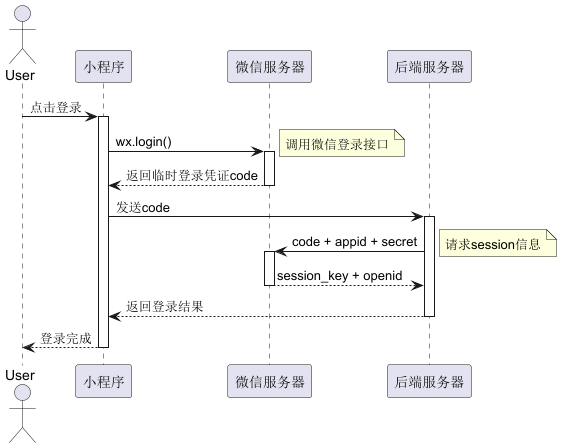 User
小程序
微信服务器
后端服务器
点击登录
wx.login()
调用微信登录接口
返回临时登录凭证code
发送code
code + appid + secret
请求session信息
session_key + openid
返回登录结果
登录完成
User
小程序
微信服务器
后端服务器